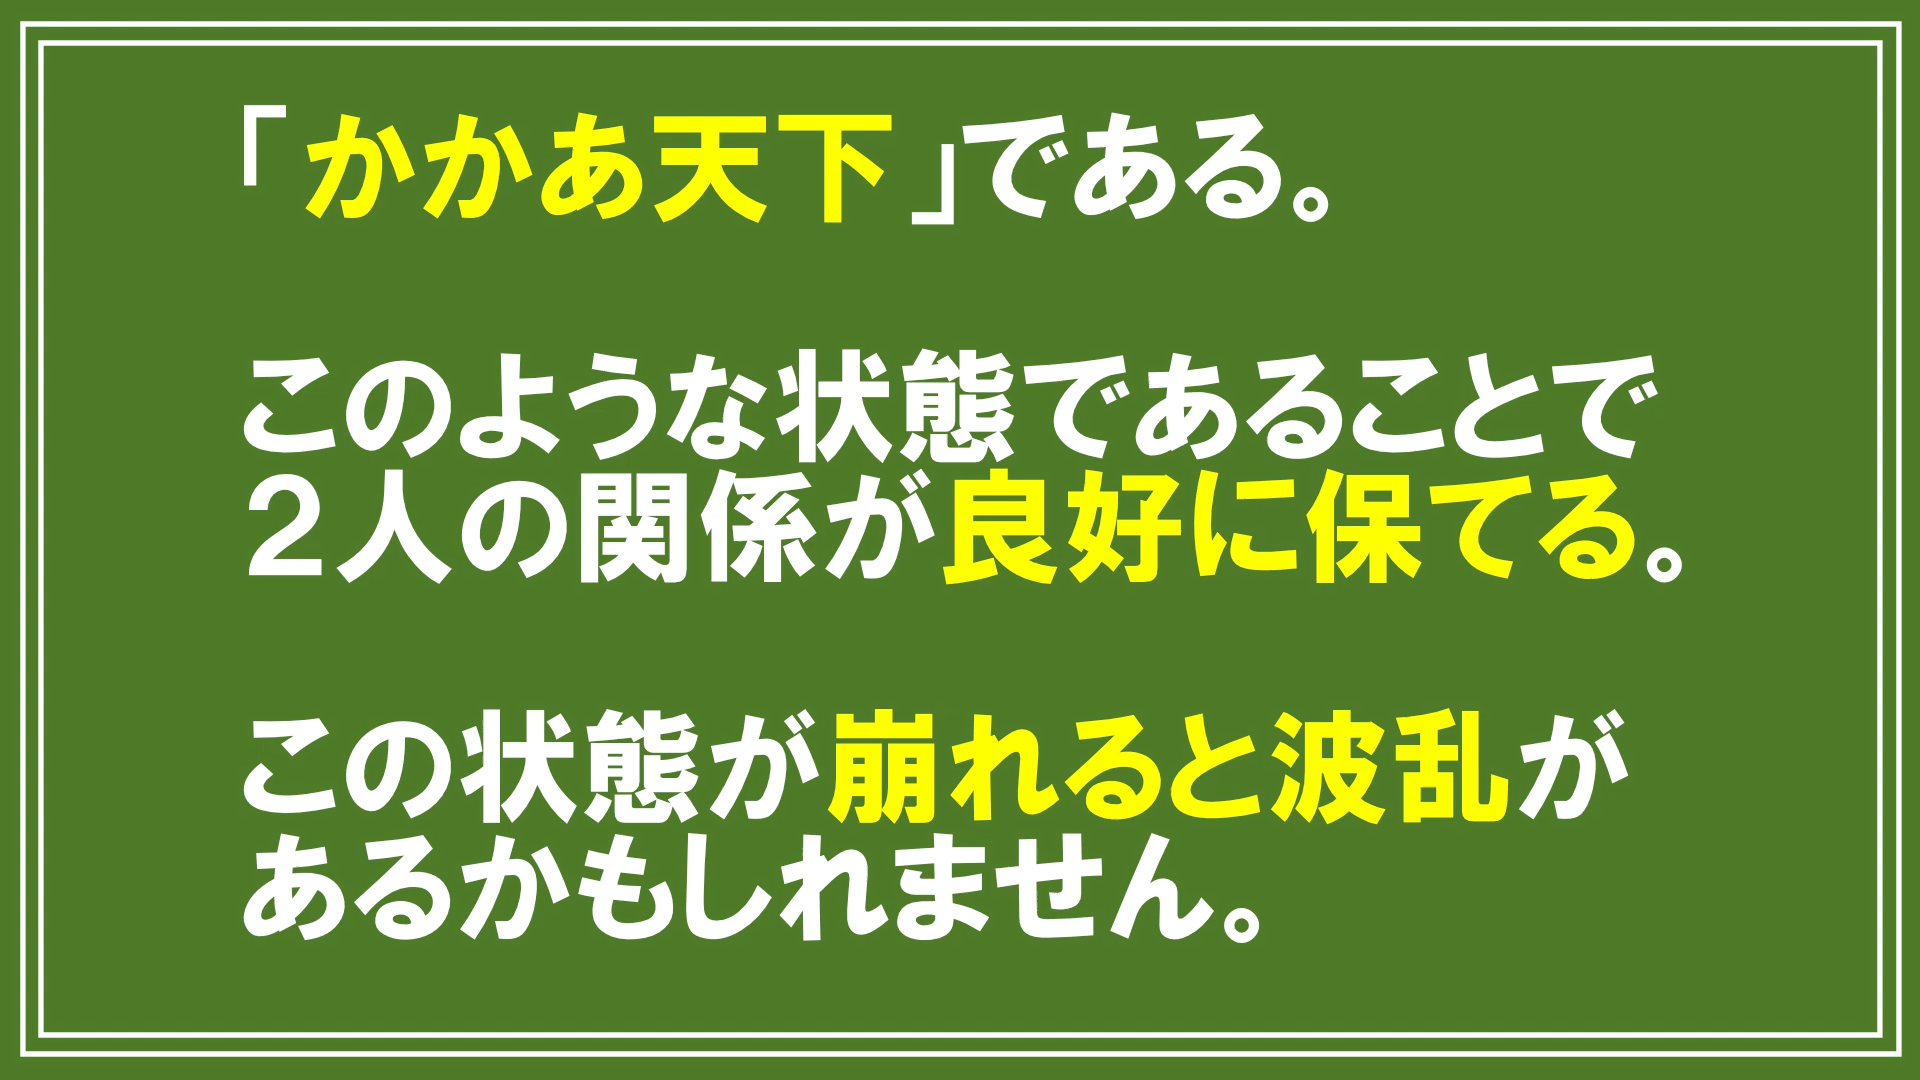 「かかあ天下」である。
このような状態であることで
２人の関係が良好に保てる。
この状態が崩れると波乱が
あるかもしれません。